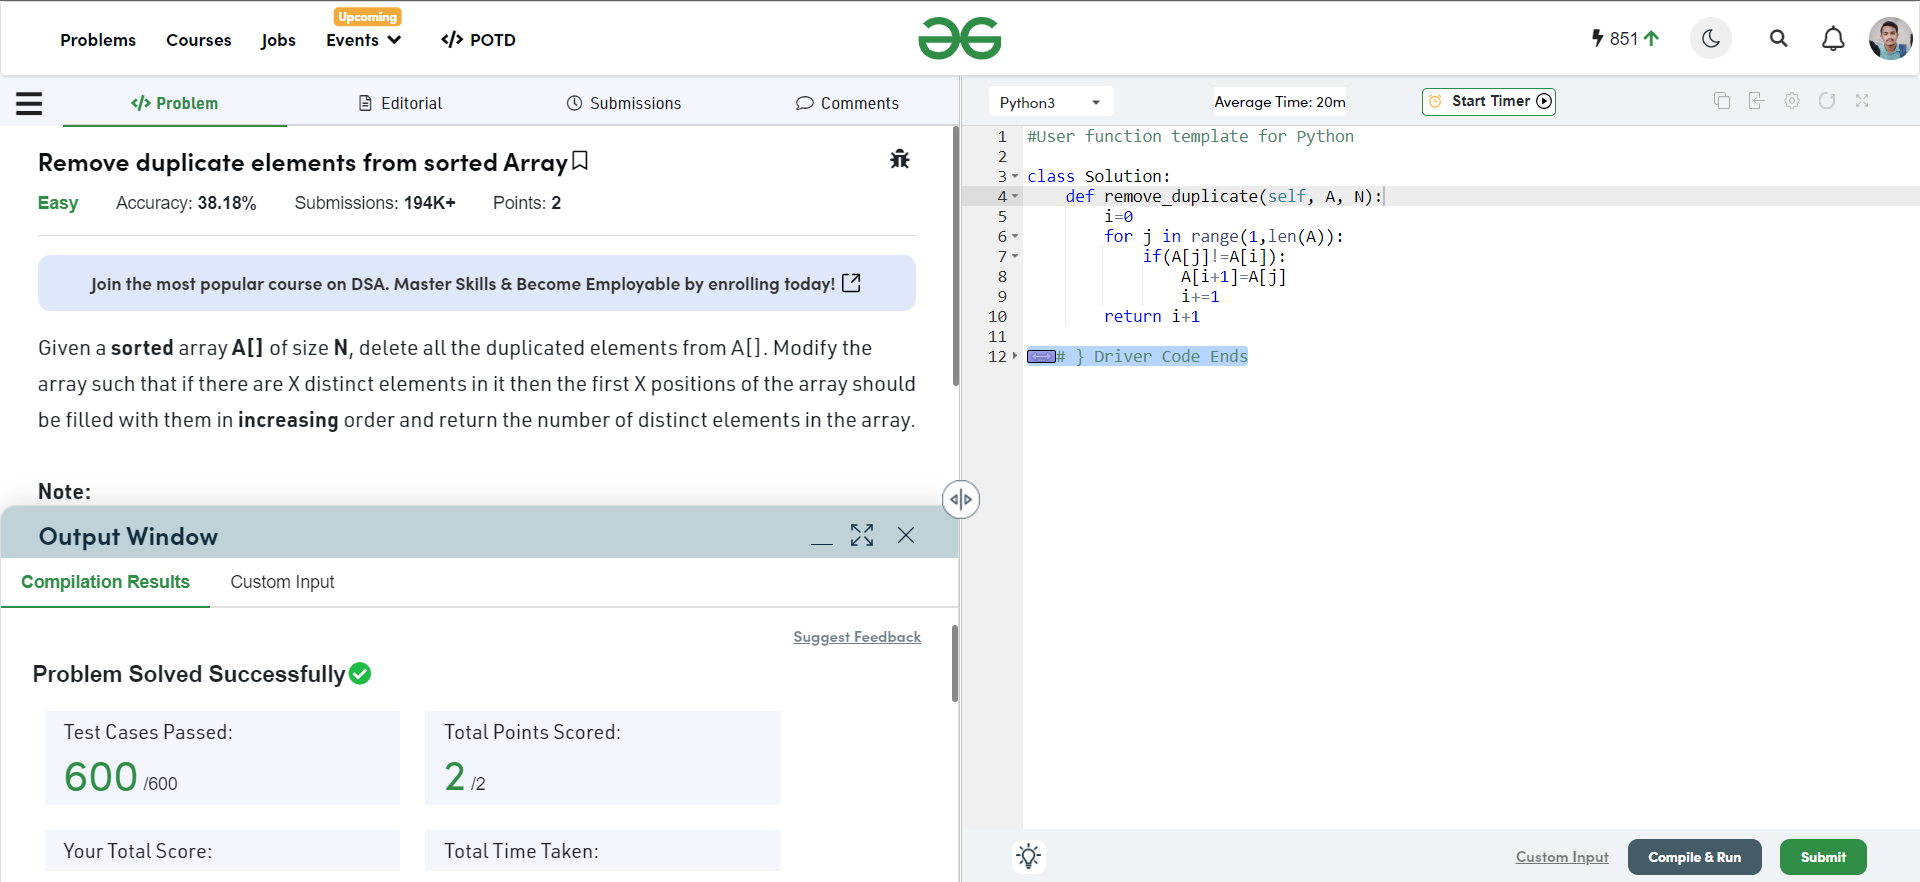 Upcoming
Problems Courses Jobs Events </> POTD
851
</> Problem Editorial Submissions Comments
Remove duplicate elements from sorted Array
Easy Accuracy: 38.18% Submissions: 194K+ Points: 2
Join the most popular course on DSA. Master Skills & Become Employable by enrolling today!
Given a sorted array A[] of size N, delete all the duplicated elements from A[]. Modify the
array such that if there are X distinct elements in it then the first X positions of the array should
be filled with them in increasing order and return the number of distinct elements in the array.
Note:
Output Window
Compilation Results Custom Input
Suggest Feedback
Problem Solved Successfully
Test Cases Passed:
600 /600
Total Points Scored:
2 /2
Your Total Score:
Total Time Taken:
Python3 Average Time: 20m Start Timer
1 #User function template for Python
2
3 class Solution:
4 def remove_duplicate(self, A, N):
5 i=0
6 for j in range(1,len(A)):
7 if(A[j]!=A[i]):
8 A[i+1]=A[j]
9 i+=1
10 return i+1
11
12 # } Driver Code Ends
Custom Input Compile & Run Submit